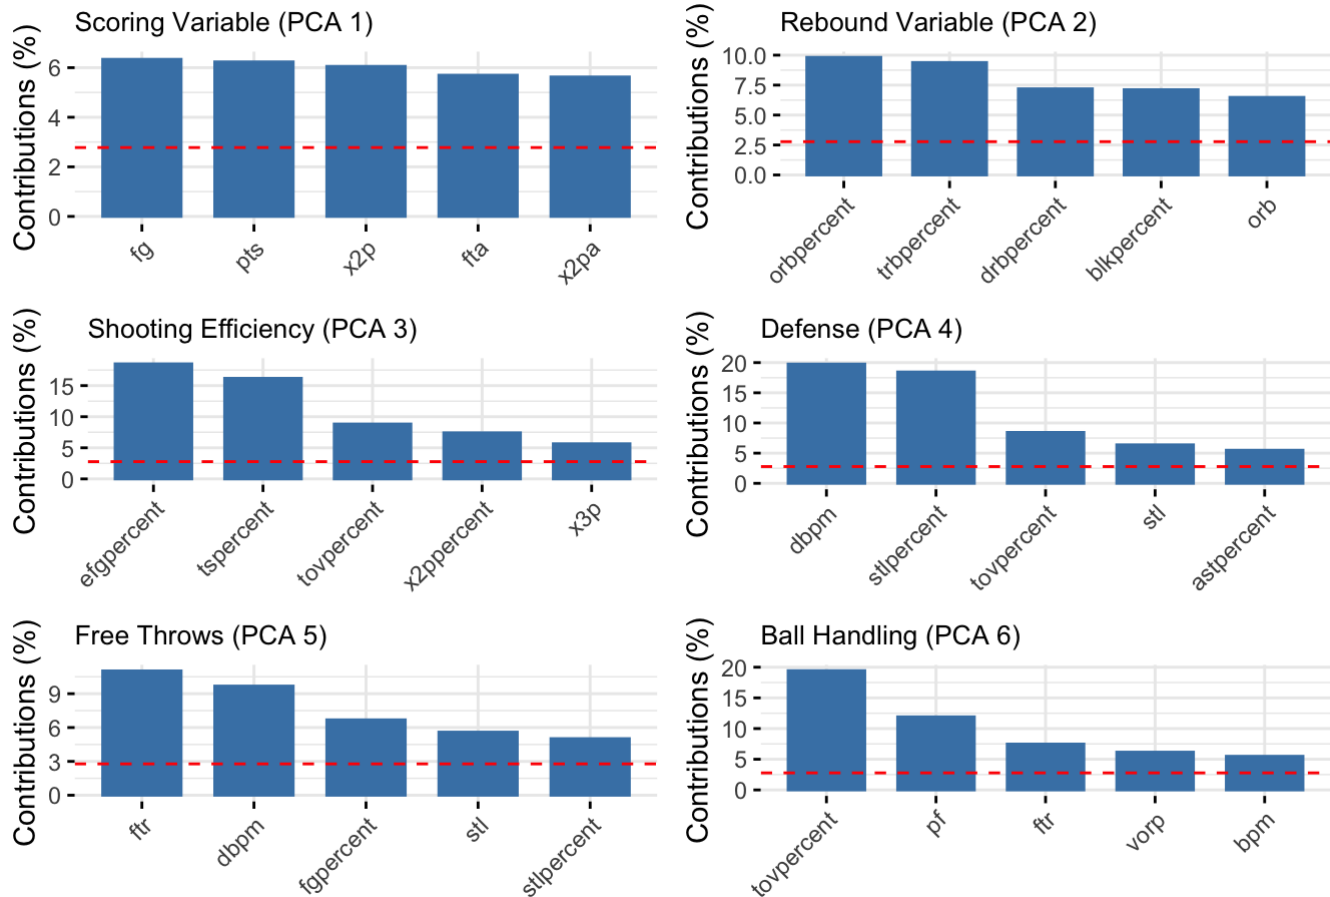 Scoring Variable (PCA 1)
Contributions (%)
6
4
2
0
fg
pts
x2p
fta
x2pa
Rebound Variable (PCA 2)
Contributions (%)
10.0
7.5
5.0
2.5
0.0
orbpercent
trbpercent
drbpercent
blkpercent
orb
Shooting Efficiency (PCA 3)
Contributions (%)
15
10
5
0
efgpercent
tspercent
tovpercent
x2ppercent
x3p
Defense (PCA 4)
Contributions (%)
20
15
10
5
0
dbpm
stlpercent
tovpercent
stl
astpercent
Free Throws (PCA 5)
Contributions (%)
9
6
3
0
ftr
dbpm
fgpercent
stl
stlpercent
Ball Handling (PCA 6)
Contributions (%)
20
15
10
5
0
tovpercent
pf
ftr
vorp
bpm